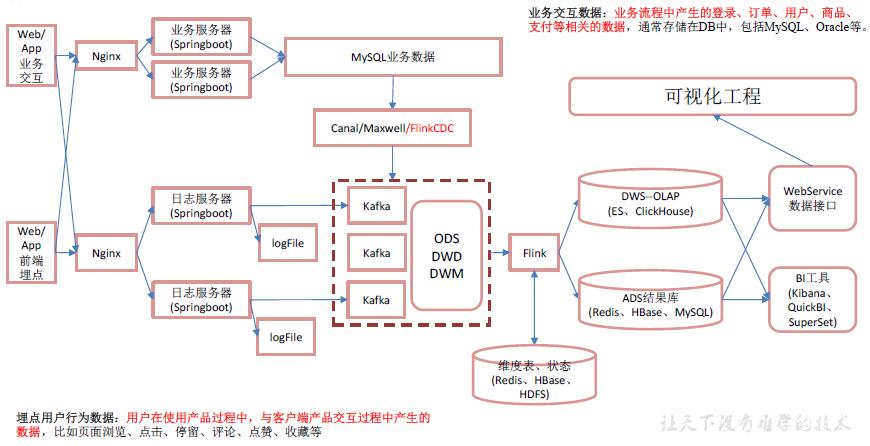 业务交互数据：业务流程中产生的登录、订单、用户、商品、
支付等相关的数据，通常存储在DB中，包括MySQL、Oracle等。
Web/
App
业务
交互
Nginx
业务服务器
(Springboot)
业务服务器
(Springboot)
MySQL业务数据
Canal/Maxwell/FlinkCDC
可视化工程
Web/
App
前端
埋点
Nginx
日志服务器
(Springboot)
logFile
日志服务器
(Springboot)
logFile
Kafka
Kafka
Kafka
ODS
DWD
DWM
Flink
DWS--OLAP
(ES、ClickHouse)
ADS结果库
(Redis、HBase、MySQL)
维度表、状态
(Redis、HBase、
HDFS)
WebService
数据接口
BI工具
(Kibana、
QuickBI、
SuperSet)
埋点用户行为数据：用户在使用产品过程中，与客户端产品交互过程中产生的
数据，比如页面浏览、点击、停留、评论、点赞、收藏等
让天下没有难学的技术